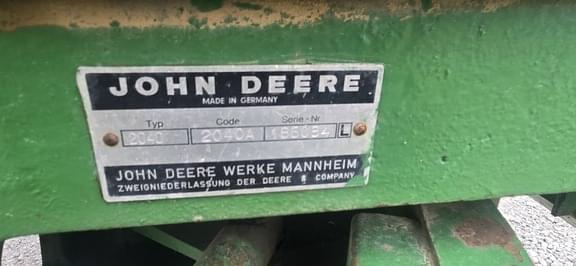 JOHN DEERE
MADE IN GERMANY
Typ Code Serie-Nr
2040 2040A 186084 L
JOHN DEERE WERKE MANNHEIM
ZWEIGNIEDERLASSUNG DER DEERE & COMPANY